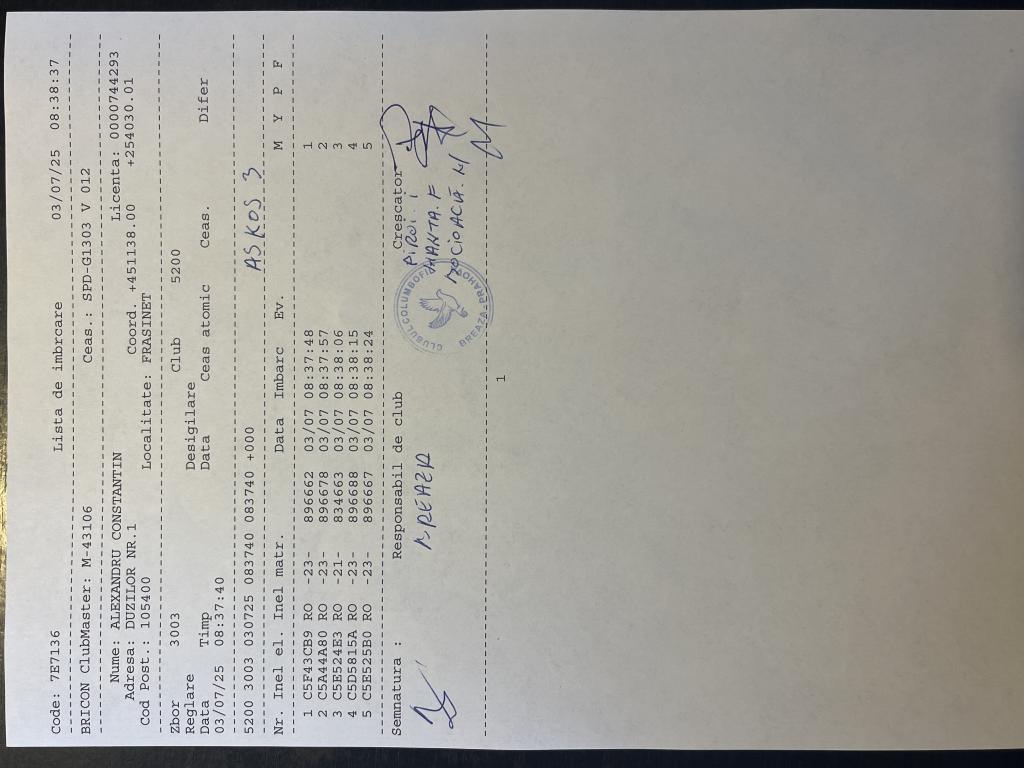 Code: 7E7136 Lista de imbrcare 03/07/25 08:38:37
BRICON ClubMaster: M-43106 Ceas.: SPD-G1303 V 012
Nume: ALEXANDRU CONSTANTIN Licenta: 0000744293
Adresa: DUZILOR NR.1 Coord. +451138.00 +254030.01
Cod Post.: 105400 Localitate: FRASINET
Zbor 3003 Club 5200
Reglare Desigilare
Data Timp Data Ceas atomic Ceas. Difer
03/07/25 08:37:40
5200 3003 030725 083740 083740 +000 ASKOS 3
Nr. Inel el. Inel matr. Data Imbarc Ev. M Y P F
1 C5F43CB9 RO -23- 896662 03/07 08:37:48 1
2 C5A44A80 RO -23- 896678 03/07 08:37:57 2
3 C5E524E3 RO -21- 834663 03/07 08:38:06 3
4 C5D5815A RO -23- 896688 03/07 08:38:15 4
5 C5E525B0 RO -23- 896667 03/07 08:38:24 5
Semnatura : Responsabil de club Crescator
CLUBUL COLUMBOFIL
BREAZA-PRAHOVA
MOCIOACĂ. M
1